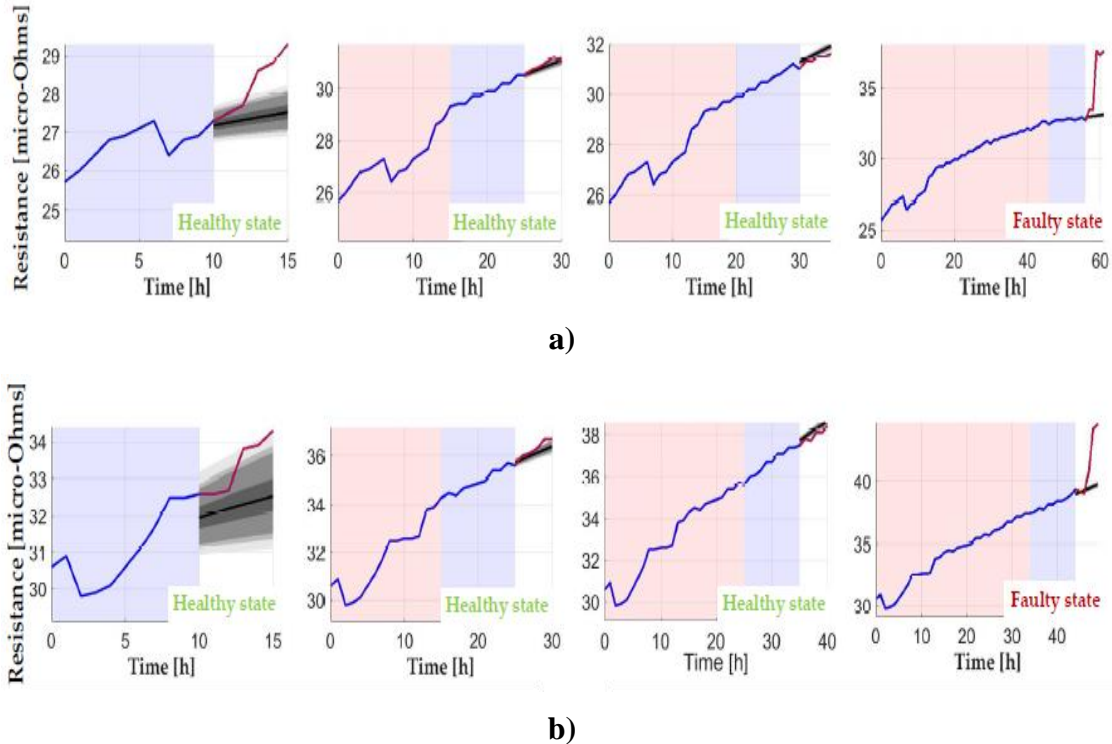 Resistance [micro-Ohms]
29
28
27
26
25
Healthy state
0 5 10 15
Time [h]
30
28
26
Healthy state
0 10 20 30
Time [h]
32
30
28
26
Healthy state
0 10 20 30
Time [h]
35
30
25
Faulty state
0 20 40 60
Time [h]
a)
Resistance [micro-Ohms]
34
33
32
31
30
Healthy state
0 5 10 15
Time [h]
36
34
32
30
Healthy state
0 10 20 30
Time [h]
38
36
34
32
30
Healthy state
0 10 20 30 40
Time [h]
40
35
30
Faulty state
0 10 20 30 40
Time [h]
b)